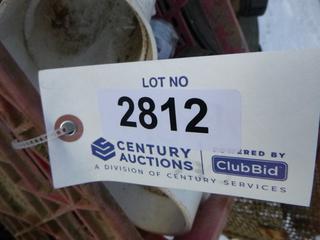 LOT NO
2812
CENTURY AUCTIONS
POWERED BY
ClubBid
A DIVISION OF CENTURY SERVICES